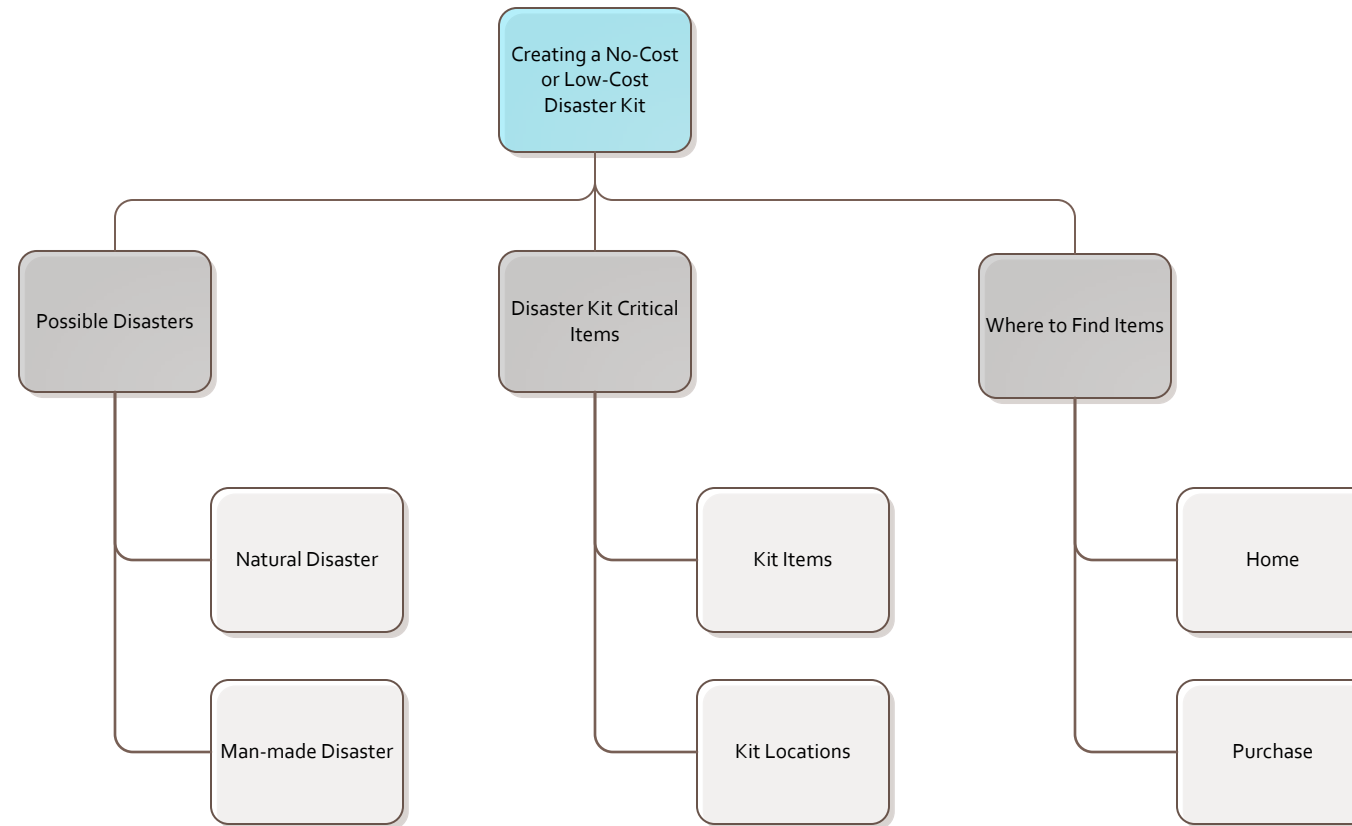 Creating a No-Cost
or Low-Cost
Disaster Kit
Possible Disasters
Disaster Kit Critical
Items
Where to Find Items
Natural Disaster
Kit Items
Home
Man-made Disaster
Kit Locations
Purchase